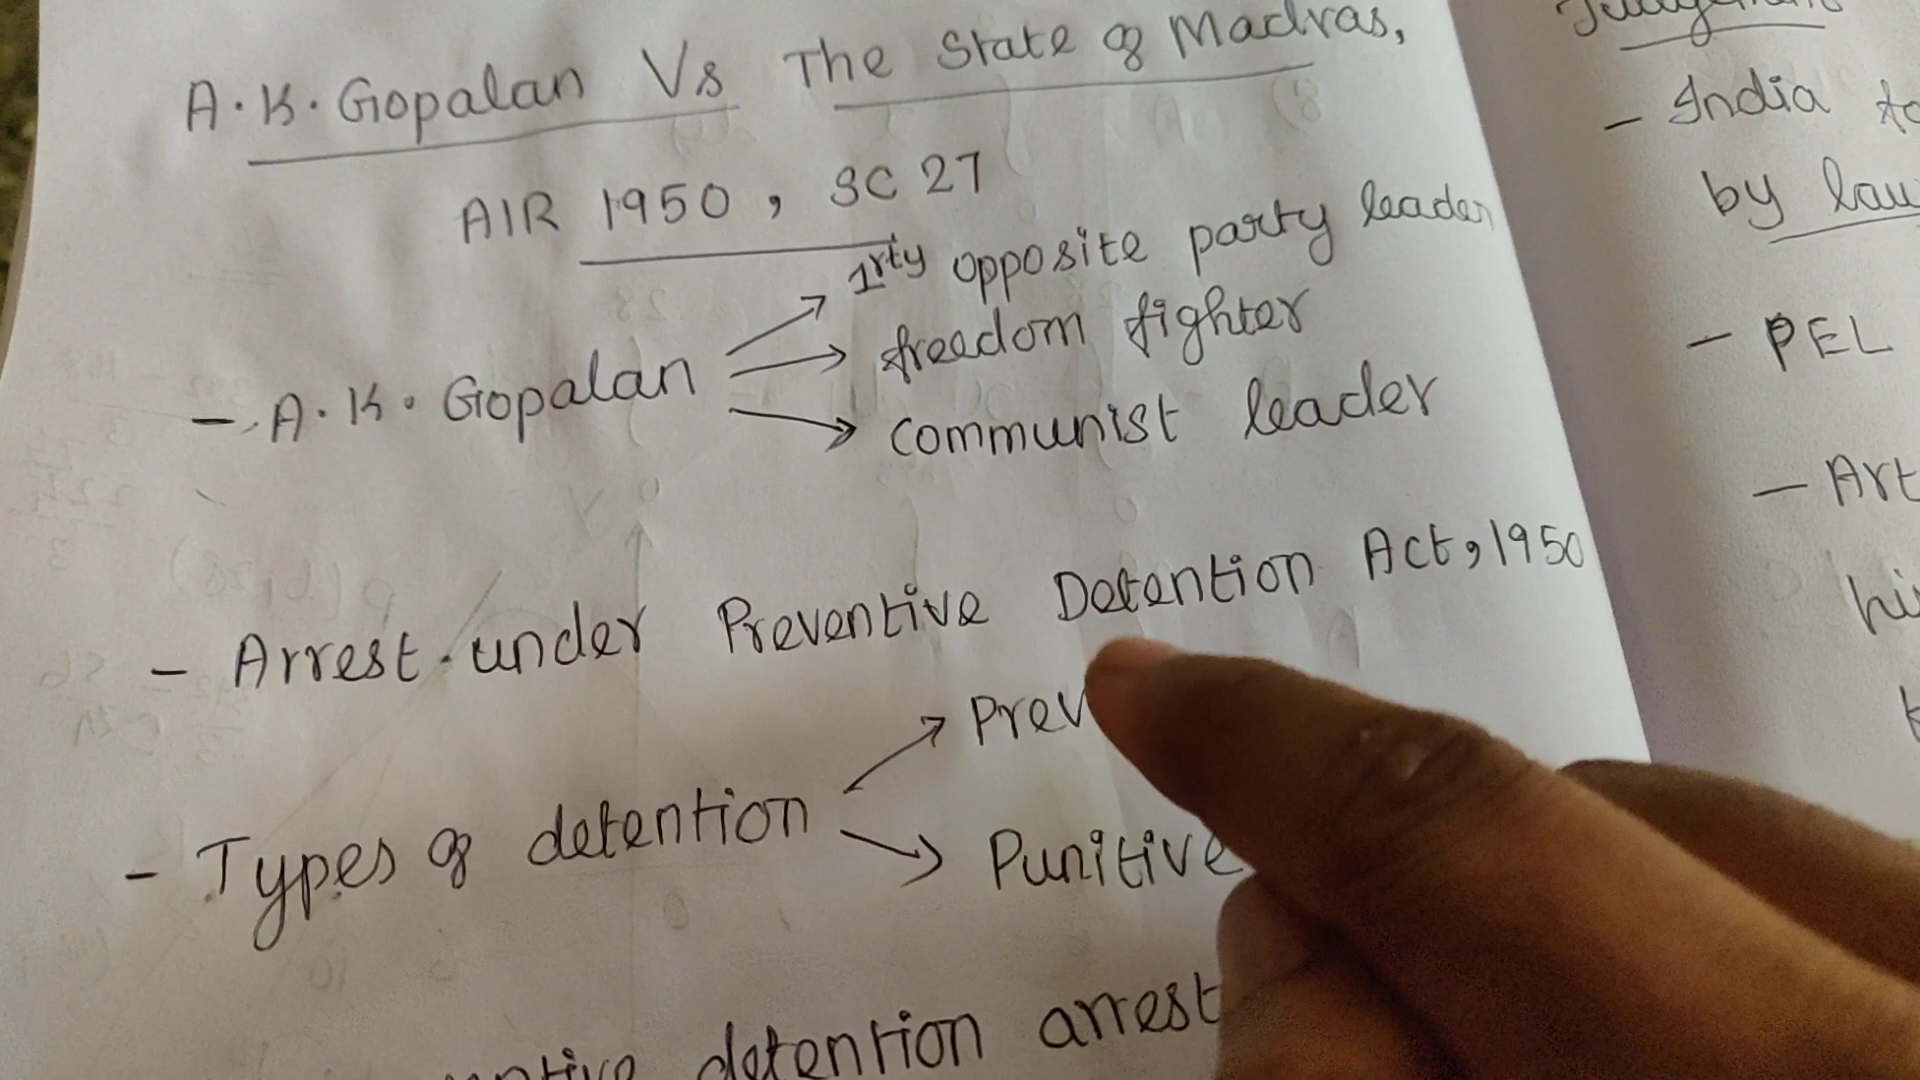 A.K. Gopalan Vs The State of Madras,
AIR 1950, SC 27
- A.K. Gopalan
1rty opposite party leader
freedom fighter
communist leader
- Arrest under Preventive Detention Act, 1950
- Types of detention
Prev
Punitive
detention arrest
- India
by law
- PEL
- Art